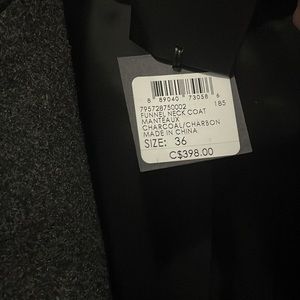 8 89040 73058 6
795728750002
185
FUNNEL NECK COAT
MANTEAUX
CHARCOAL/CHARBON
MADE IN CHINA
SIZE: 36
C$398.00